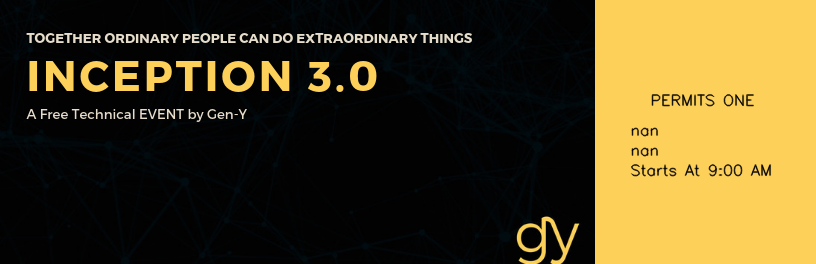 TOGETHER ORDINARY PEOPLE CAN DO EXTRAORDINARY THINGS
INCEPTION 3.0
A Free Technical EVENT by Gen-Y
gy
PERMITS ONE
nan
nan
Starts At 9:00 AM